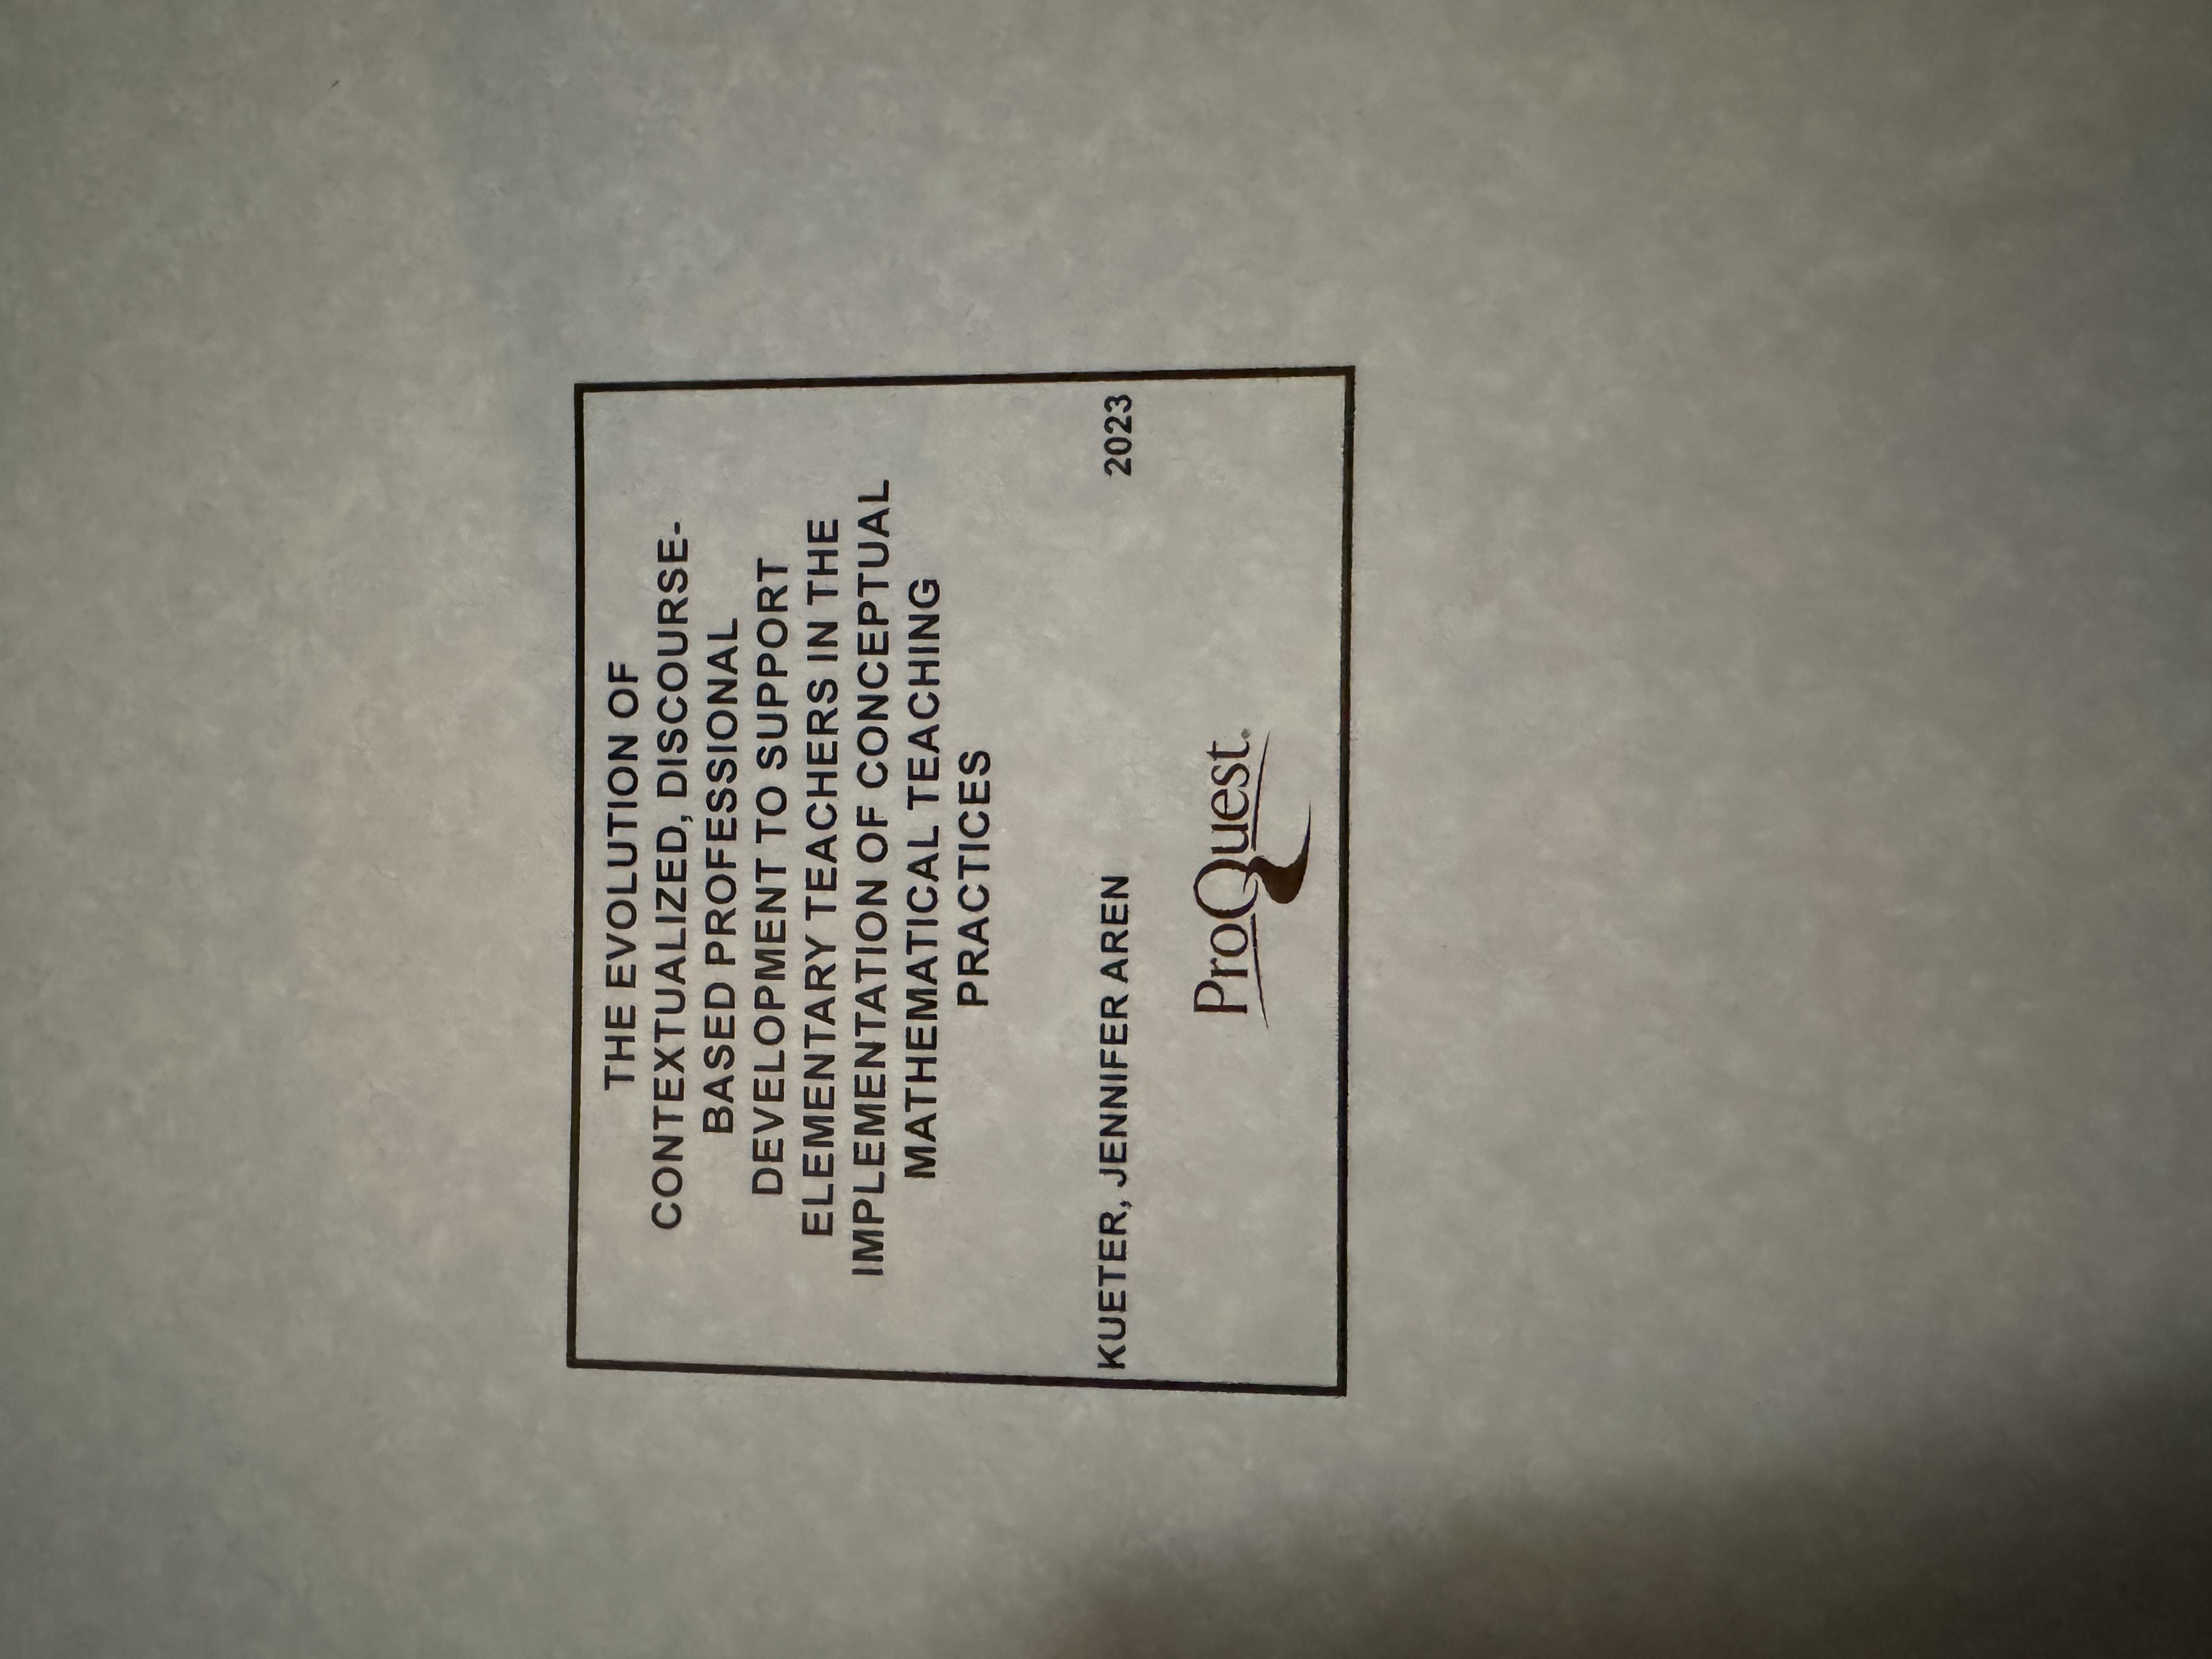 THE EVOLUTION OF
CONTEXTUALIZED, DISCOURSE-
BASED PROFESSIONAL
DEVELOPMENT TO SUPPORT
ELEMENTARY TEACHERS IN THE
IMPLEMENTATION OF CONCEPTUAL
MATHEMATICAL TEACHING
PRACTICES
KUETER, JENNIFER AREN 2023
ProQuest.